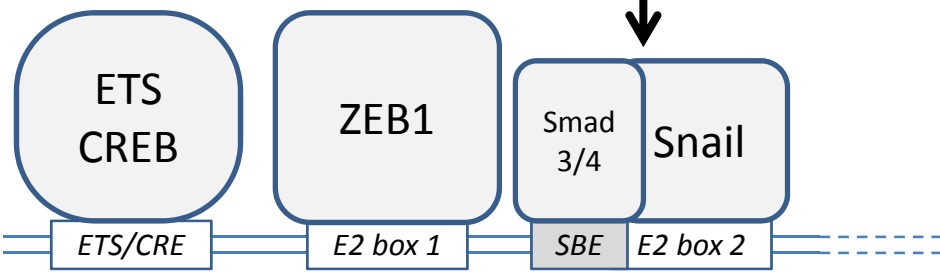 ETS
CREB
ZEB1
Smad
3/4
Snail
ETS/CRE
E2 box 1
SBE
E2 box 2